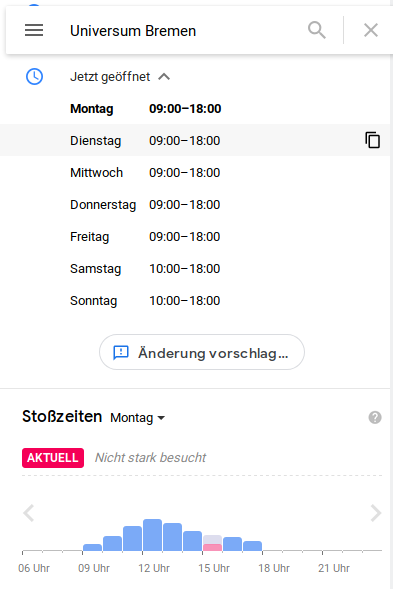 Universum Bremen
Jetzt geöffnet
Montag 09:00–18:00
Dienstag 09:00–18:00
Mittwoch 09:00–18:00
Donnerstag 09:00–18:00
Freitag 09:00–18:00
Samstag 10:00–18:00
Sonntag 10:00–18:00
Änderung vorschlag...
Stoßzeiten Montag
AKTUELL Nicht stark besucht
06 Uhr 09 Uhr 12 Uhr 15 Uhr 18 Uhr 21 Uhr